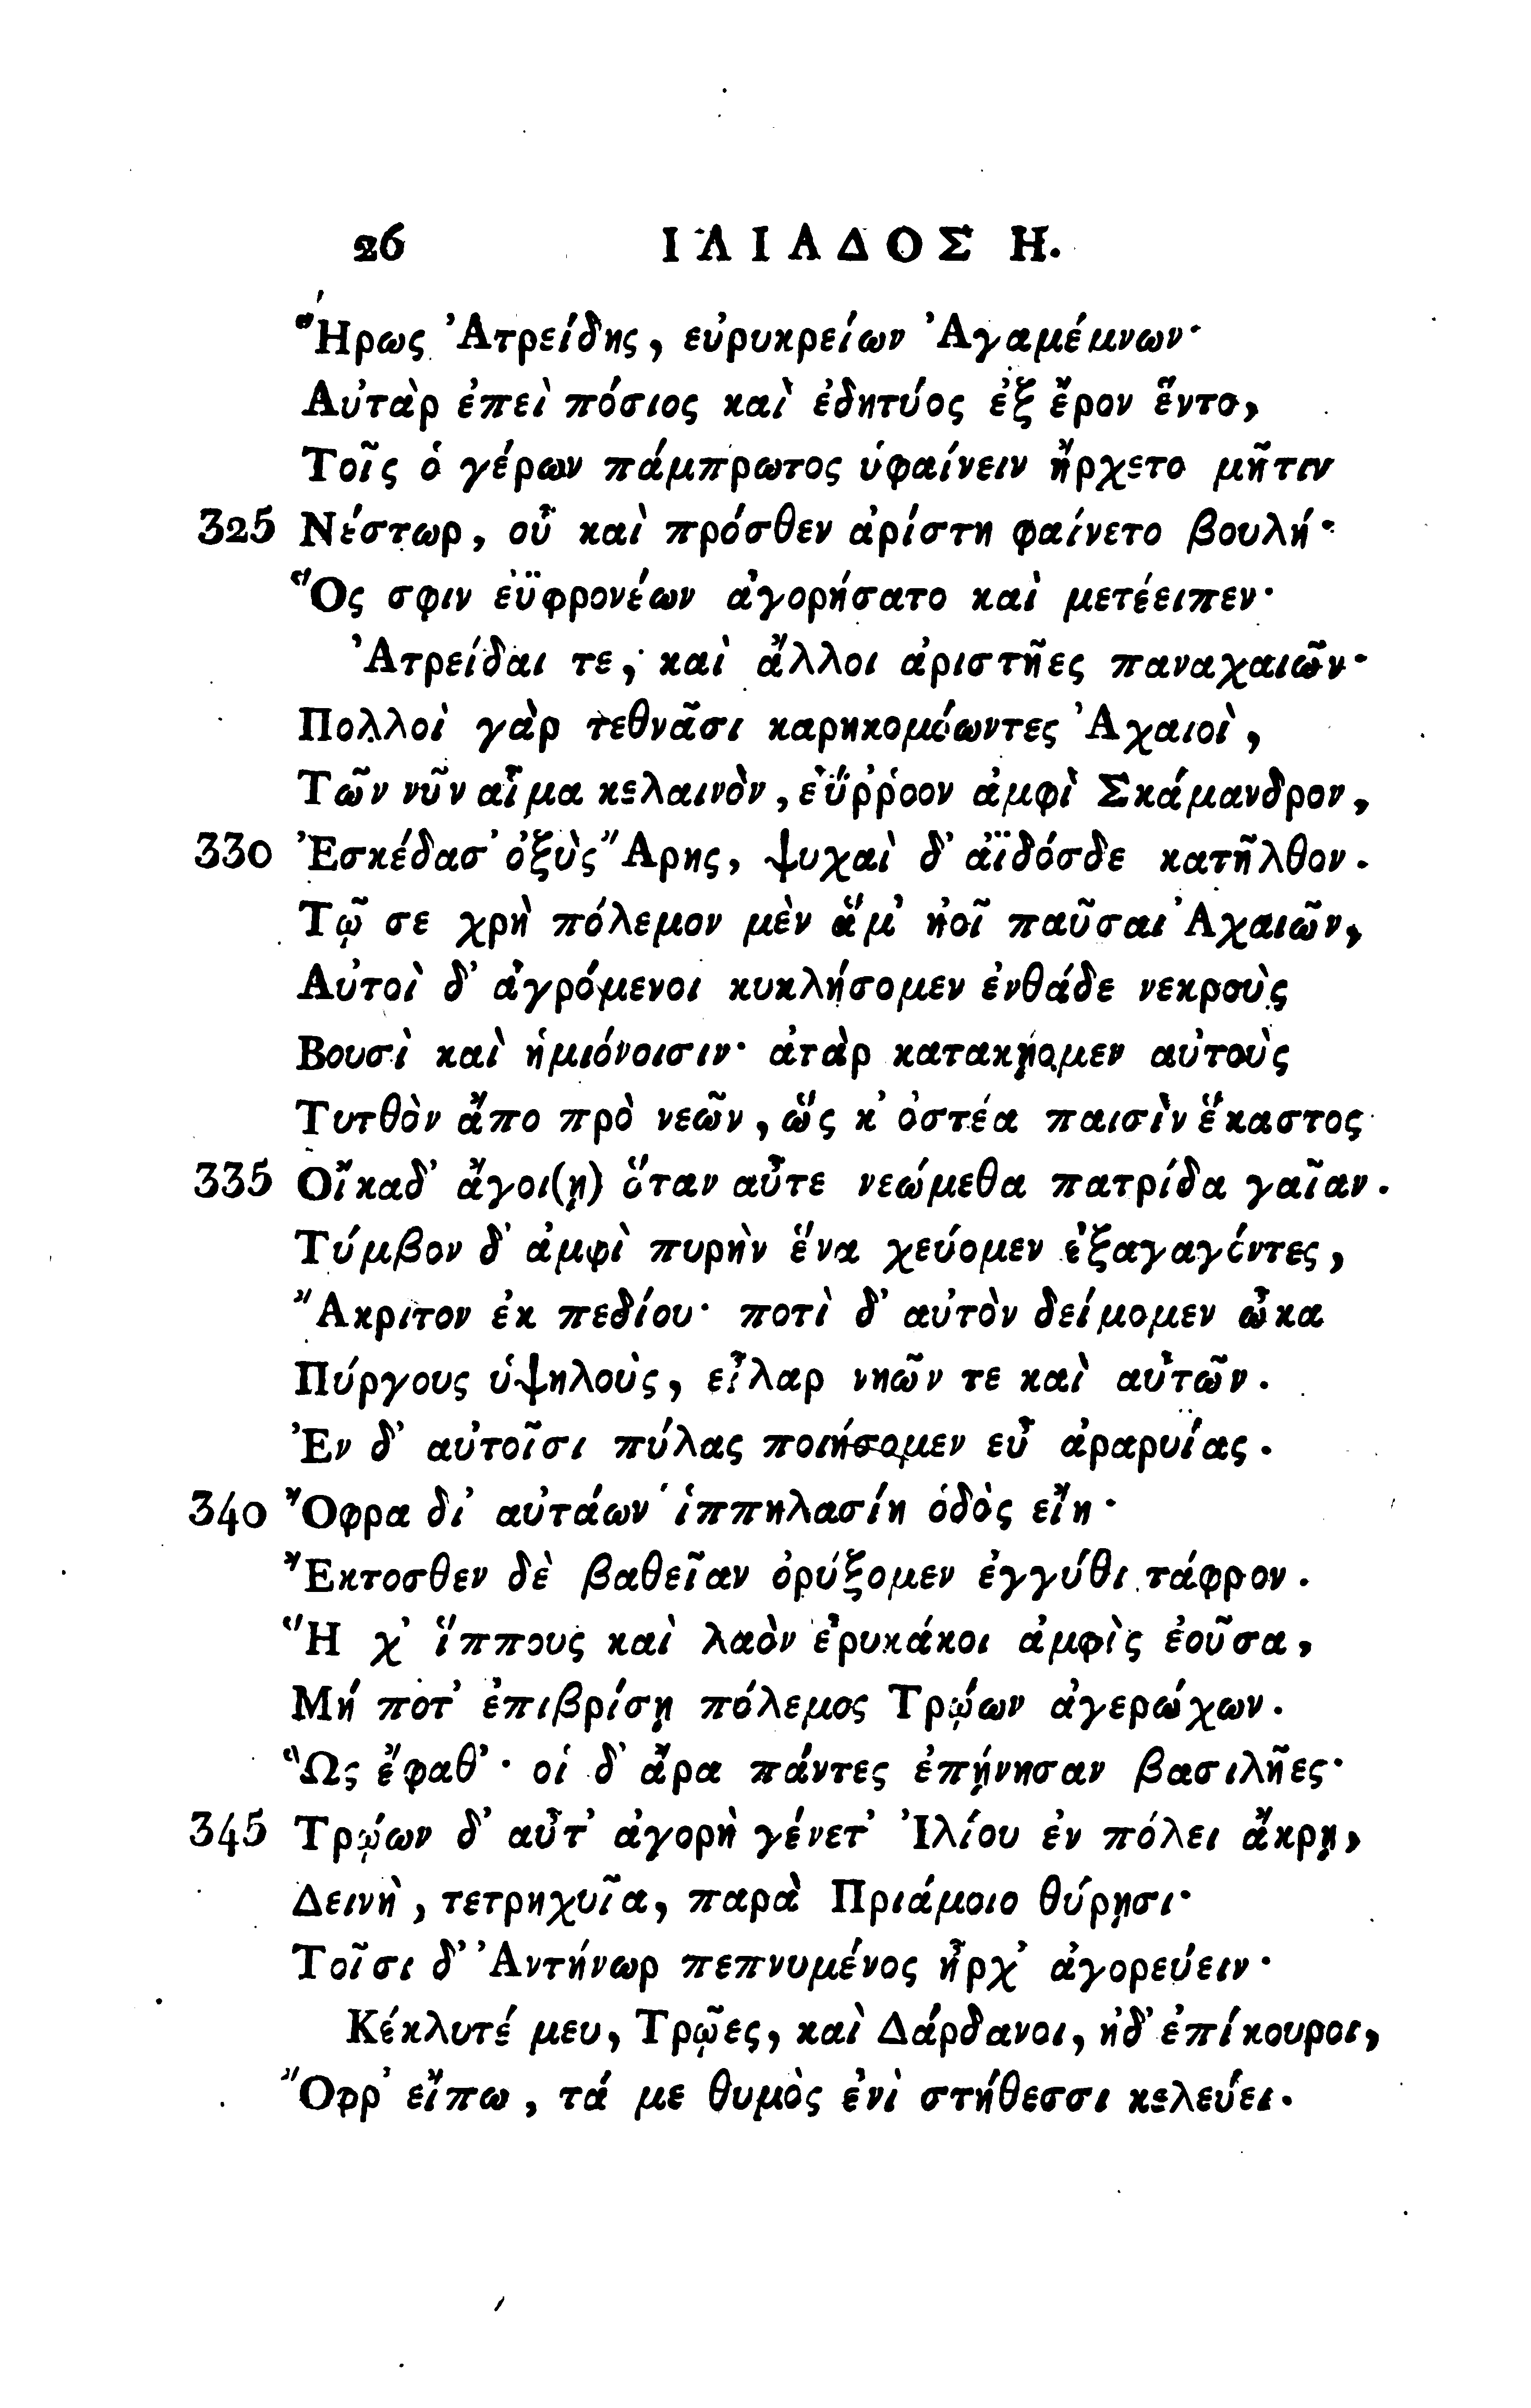 26 ἸΛΙΑΔΟΣ Η.
Ἥρως Ἀτρείδης, εὐρυκρείων Ἀγαμέμνων·
Αὐτὰρ ἐπεὶ πόσιος καὶ ἐδητύος ἐξ ἔρον ἕντο,
Τοῖς ὁ γέρων πάμπρωτος ὑφαίνειν ἤρχετο μῆτιν
325 Νέστωρ, οὗ καὶ πρόσθεν ἀρίστη φαίνετο βουλή·
Ὅς σφιν ἐϋφρονέων ἀγορήσατο καὶ μετέειπεν·
Ἀτρείδαι τε, καὶ ἄλλοι ἀριστῆες παναχαιῶν·
Πολλοὶ γὰρ τεθνᾶσι καρηκομόωντες Ἀχαιοὶ,
Τῶν νῦν αἷμα κελαινὸν, ἐΰῤῥοον ἀμφὶ Σκάμανδρον,
330 Ἐσκέδασ᾽ ὀξὺς Ἄρης, ψυχαὶ δ᾽ ἀϊδόσδε κατῆλθον.
Τῷ σε χρὴ πόλεμον μὲν ἅμ᾽ ἠοῖ παῦσαι Ἀχαιῶν,
Αὐτοὶ δ᾽ ἀγρόμενοι κυκλήσομεν ἐνθάδε νεκροὺς
Βουσὶ καὶ ἡμιόνοισιν· ἀτὰρ κατακῄομεν αὐτοὺς
Τυτθὸν ἄπο πρὸ νεῶν, ὥς κ᾽ ὀστέα παισὶν ἕκαστος
335 Οἴκαδ᾽ ἄγοι(ῃ) ὅταν αὖτε νεώμεθα πατρίδα γαῖαν.
Τύμβον δ᾽ ἀμφὶ πυρὴν ἕνα χεύομεν ἐξαγαγόντες,
Ἄκριτον ἐκ πεδίου· ποτὶ δ᾽ αὐτὸν δείμομεν ὦκα
Πύργους ὑψηλοὺς, εἶλαρ νηῶν τε καὶ αὐτῶν.
Ἐν δ᾽ αὐτοῖσι πύλας ποιήσομεν εὖ ἀραρυίας.
340 Ὄφρα δι᾽ αὐτάων ἱππηλασίη ὁδὸς εἴη·
Ἔκτοσθεν δὲ βαθεῖαν ὀρύξομεν ἐγγύθι τάφρον.
Ἥ χ᾽ ἵππους καὶ λαὸν ἐρυκάκοι ἀμφὶς ἐοῦσα,
Μή ποτ᾽ ἐπιβρίσῃ πόλεμος Τρῴων ἀγερώχων.
Ὣς ἔφαθ᾽· οἱ δ᾽ ἄρα πάντες ἐπῄνησαν βασιλῆες·
345 Τρῴων δ᾽ αὖτ᾽ ἀγορὴ γένετ᾽ Ἰλίου ἐν πόλει ἄκρῃ,
Δεινὴ, τετρηχυῖα, παρὰ Πριάμοιο θύρῃσι·
Τοῖσι δ᾽ Ἀντήνωρ πεπνυμένος ἦρχ᾽ ἀγορεύειν·
Κέκλυτέ μευ, Τρῶες, καὶ Δάρδανοι, ἠδ᾽ ἐπίκουροι,
Ὄφρ᾽ εἴπω, τά με θυμὸς ἐνὶ στήθεσσι κελεύει.